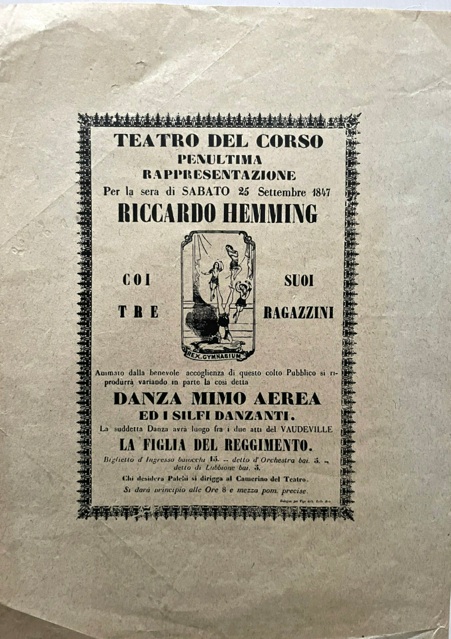 TEATRO DEL CORSO
PENULTIMA
RAPPRESENTAZIONE
Per la sera di SABATO 25 Settembre 1847
RICCARDO HEMMING
COI SUOI
TRE RAGAZZINI
REX. GYMNASIUM
Animato dalla benevole accoglienza di questo colto Pubblico si ri-
produrrà variando in parte la così detta
DANZA MIMO AEREA
ED I SILFI DANZANTI.
La suddetta Danza avrà luogo fra i due atti del VAUDEVILLE
LA FIGLIA DEL REGGIMENTO.
Biglietto d'Ingresso baiocchi 15. – detto d'Orchestra bai. 5. –
detto di Lubbione bai. 5.
Chi desidera Palchi si diriga al Camerino del Teatro.
Si darà principio alle Ore 8 e mezza pom. precise.